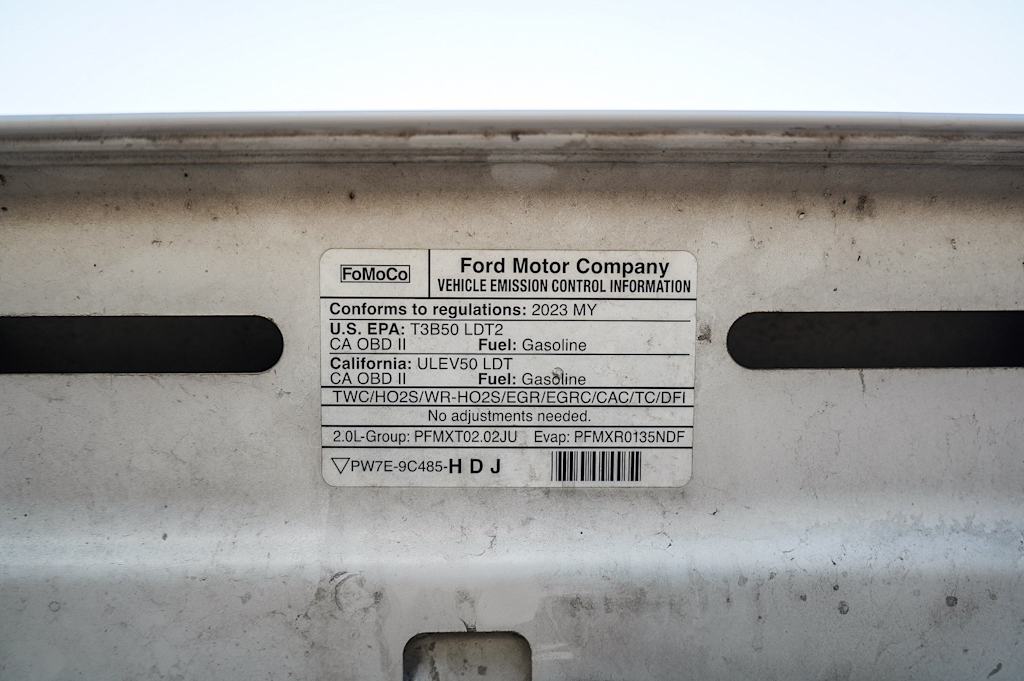 FoMoCo
Ford Motor Company
VEHICLE EMISSION CONTROL INFORMATION
Conforms to regulations: 2023 MY
U.S. EPA: T3B50 LDT2
CA OBD II Fuel: Gasoline
California: ULEV50 LDT
CA OBD II Fuel: Gasoline
TWC/HO2S/WR-HO2S/EGR/EGRC/CAC/TC/DFI
No adjustments needed.
2.0L-Group: PFMXT02.02JU Evap: PFMXR0135NDF
PW7E-9C485-H D J